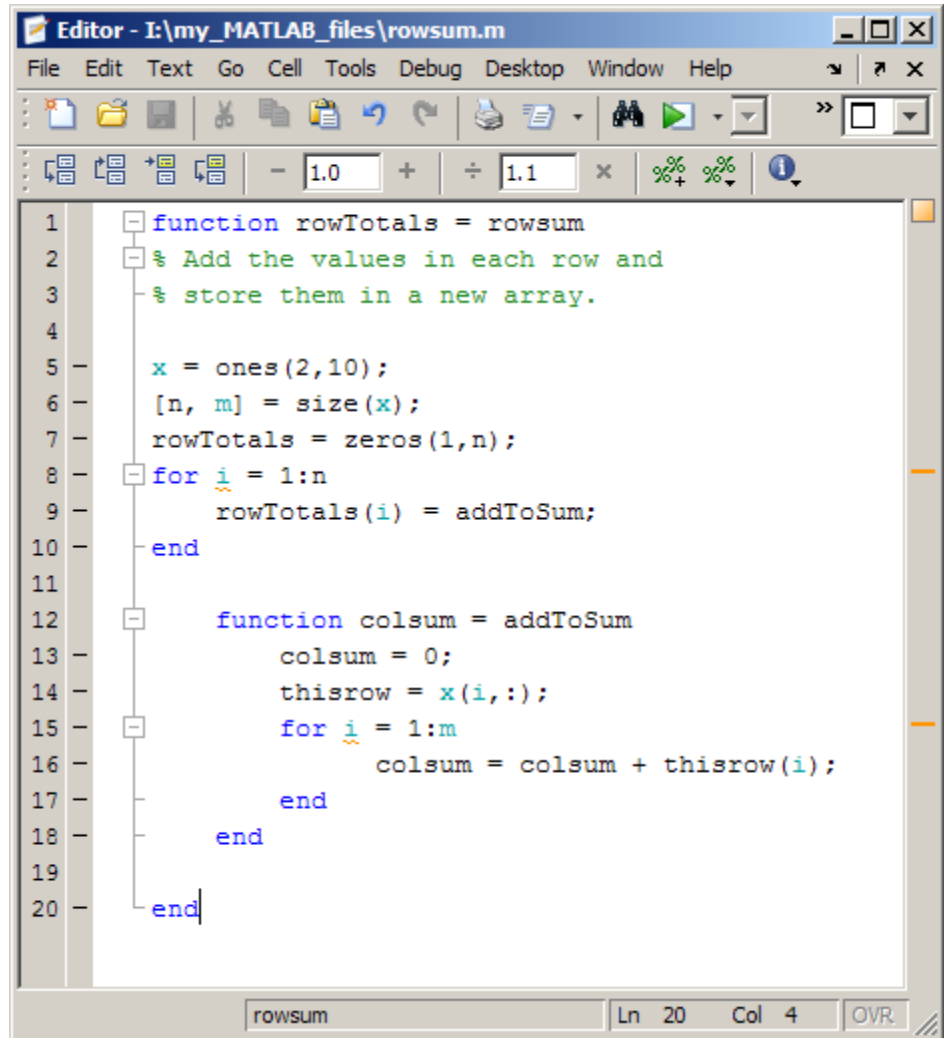 Editor - I:\my_MATLAB_files\rowsum.m
File Edit Text Go Cell Tools Debug Desktop Window Help
»
- 1.0 + ÷ 1.1 × %%+ %%
1 function rowTotals = rowsum
2 % Add the values in each row and
3 % store them in a new array.
4
5 - x = ones(2,10);
6 - [n, m] = size(x);
7 - rowTotals = zeros(1,n);
8 - for i = 1:n
9 - rowTotals(i) = addToSum;
10 - end
11
12 function colsum = addToSum
13 - colsum = 0;
14 - thisrow = x(i,:);
15 - for i = 1:m
16 - colsum = colsum + thisrow(i);
17 - end
18 - end
19
20 - end
rowsum Ln 20 Col 4 OVR